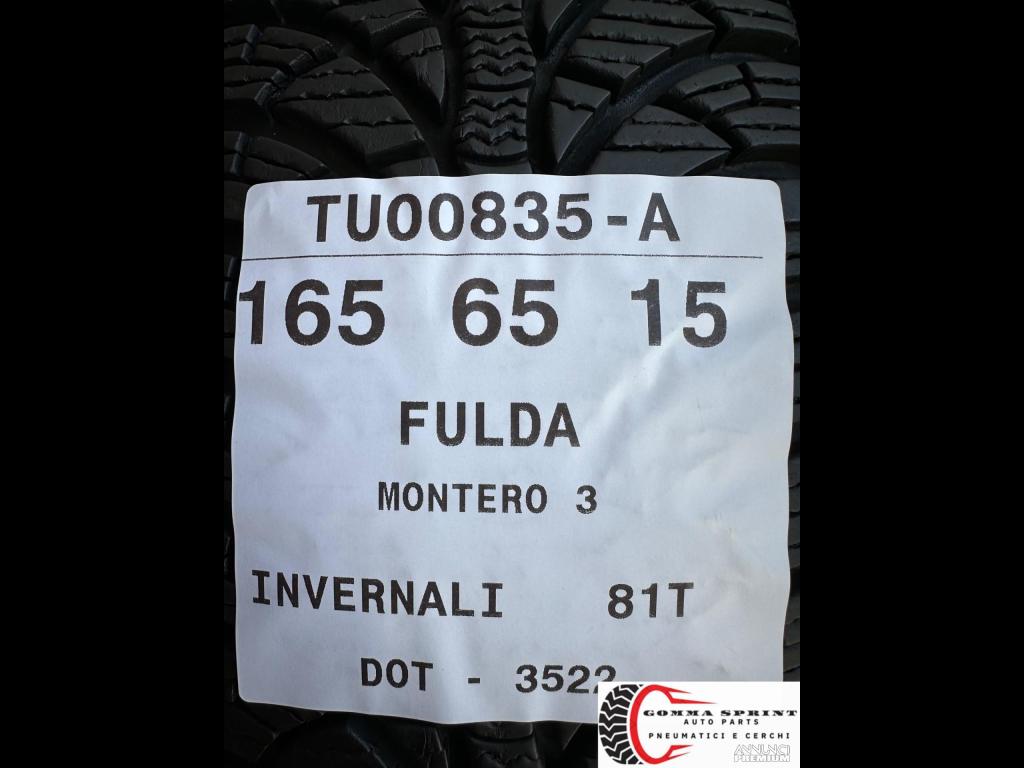 TU00835-A
165 65 15
FULDA
MONTERO 3
INVERNALI 81T
DOT - 3522
GOMMA SPRINT
AUTO PARTS
PNEUMATICI E CERCHI
ANNUNCI
PREMIUM